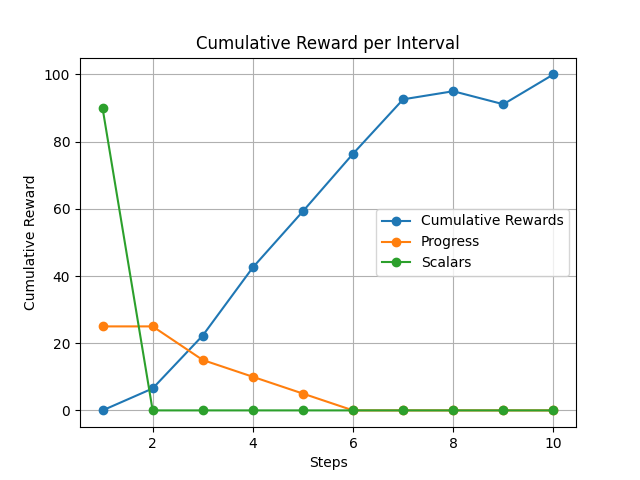 Cumulative Reward per Interval
Cumulative Reward
100
80
60
40
20
0
Cumulative Rewards
Progress
Scalars
2 4 6 8 10
Steps